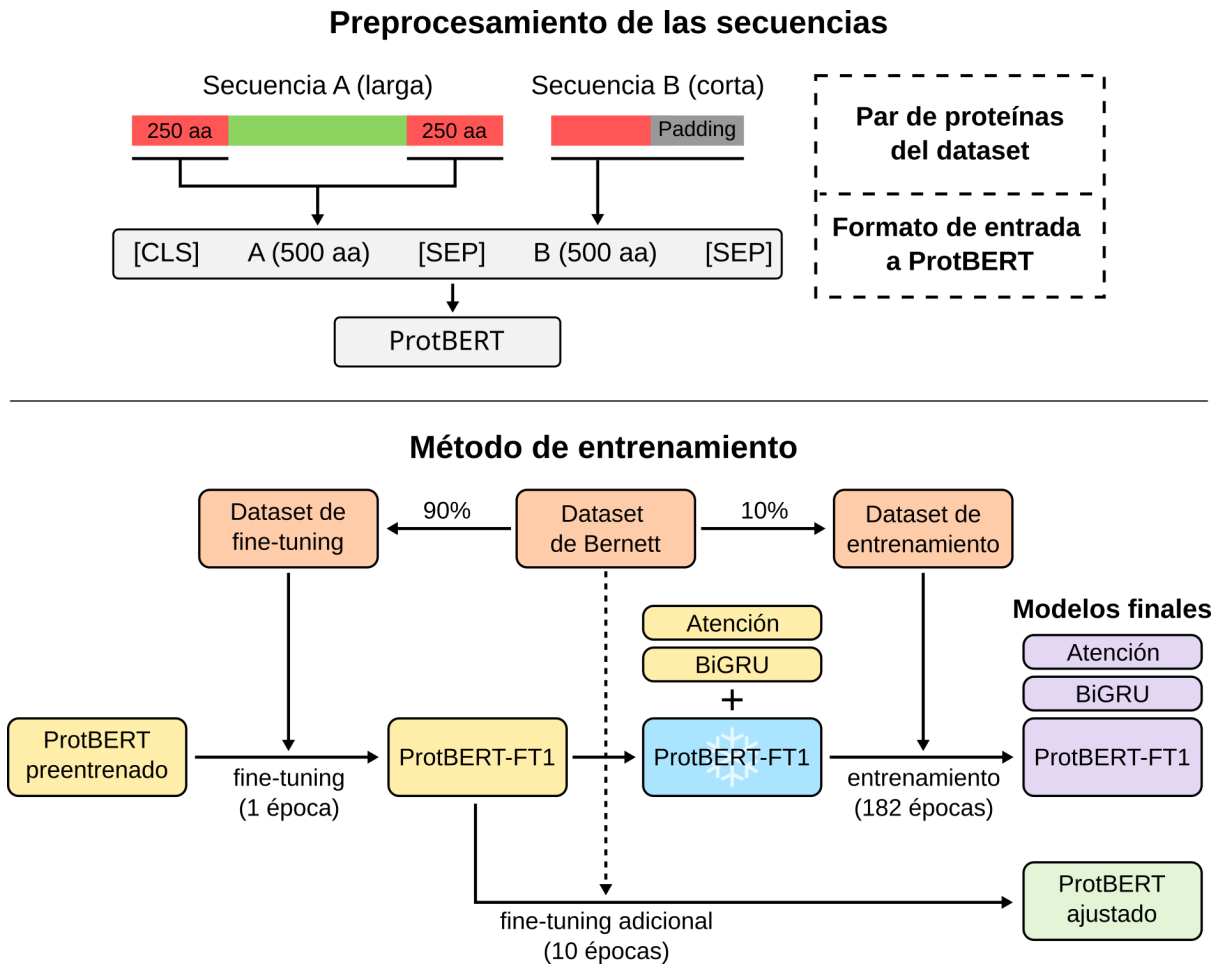 Preprocesamiento de las secuencias
Secuencia A (larga)
Secuencia B (corta)
250 aa
250 aa
Padding
Par de proteínas
del dataset
[CLS] A (500 aa) [SEP] B (500 aa) [SEP]
Formato de entrada
a ProtBERT
ProtBERT
Método de entrenamiento
Dataset de
fine-tuning
90%
Dataset
de Bernett
10%
Dataset de
entrenamiento
Modelos finales
Atención
BiGRU
+
Atención
BiGRU
ProtBERT
preentrenado
fine-tuning
(1 época)
ProtBERT-FT1
ProtBERT-FT1
entrenamiento
(182 épocas)
ProtBERT-FT1
fine-tuning adicional
(10 épocas)
ProtBERT
ajustado